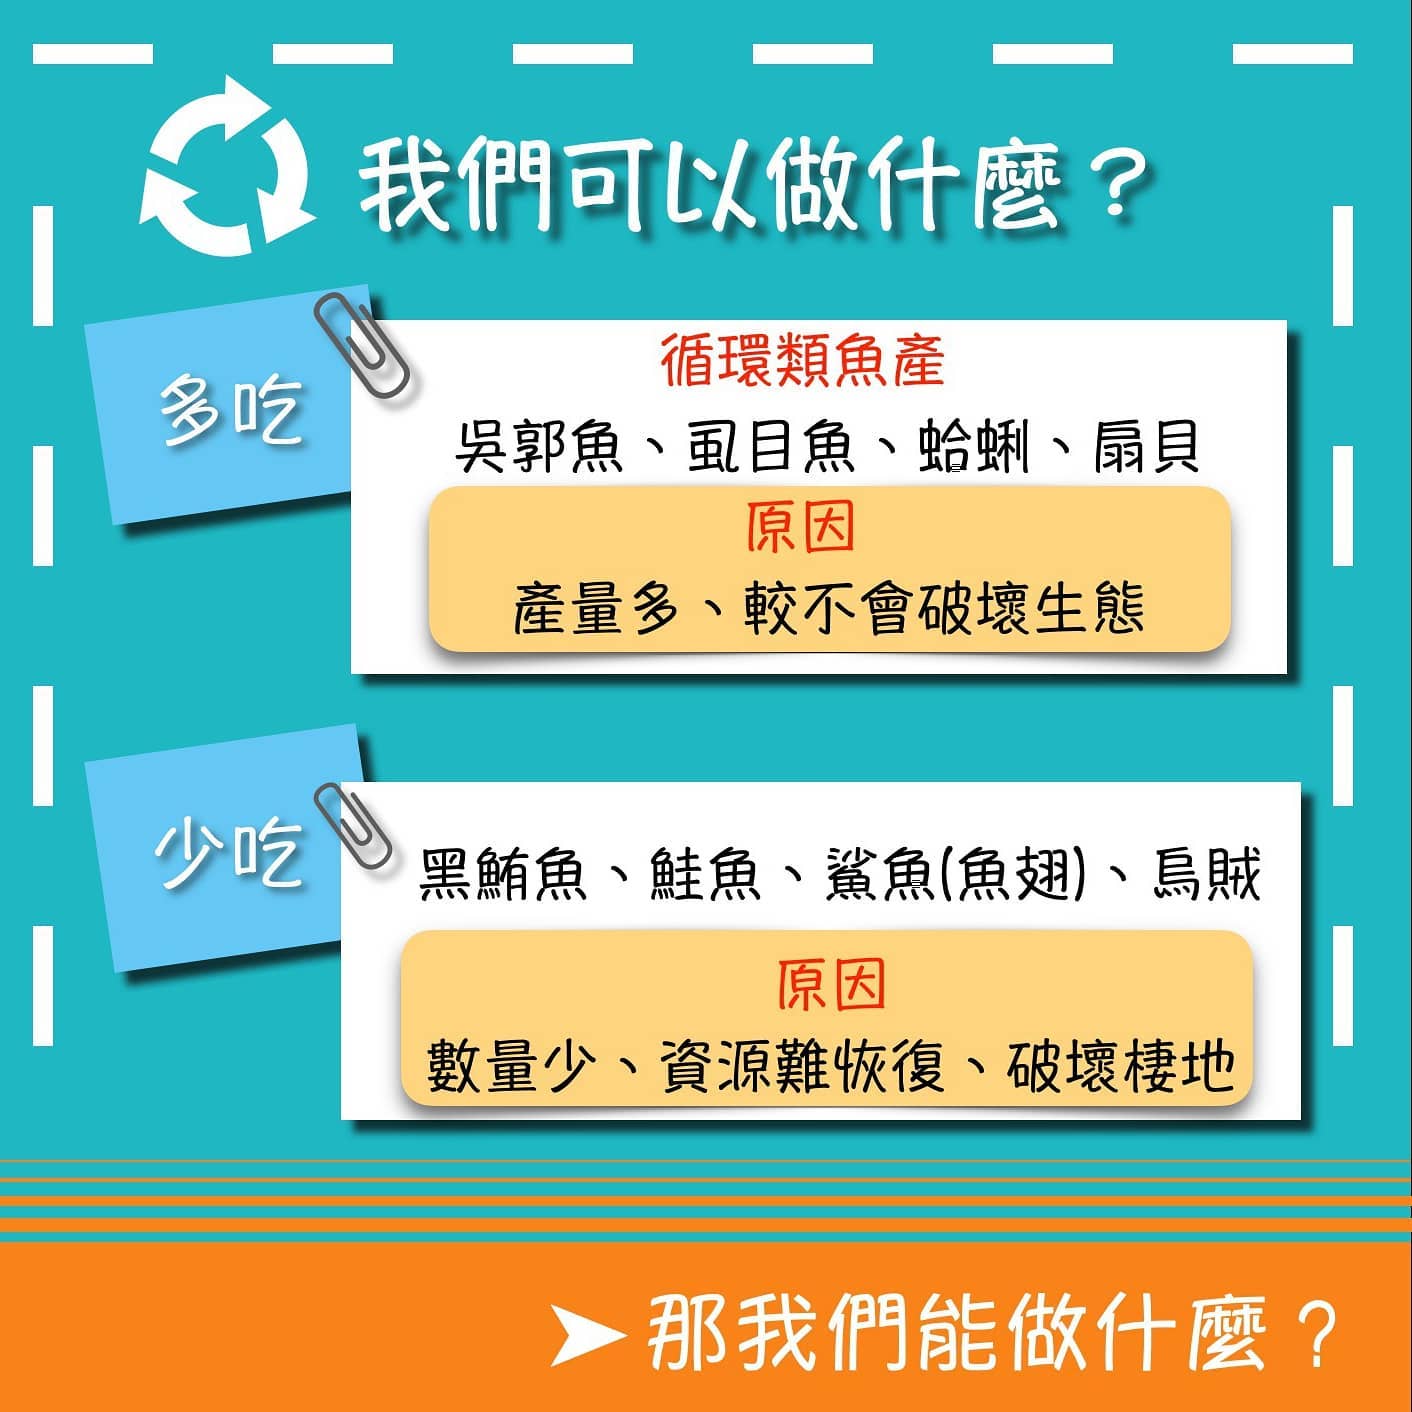 我們可以做什麼？
多吃
循環類魚產
吳郭魚、虱目魚、蛤蜊、扇貝
原因
產量多、較不會破壞生態
少吃
黑鮪魚、鮭魚、鯊魚(魚翅)、烏賊
原因
數量少、資源難恢復、破壞棲地
➤那我們能做什麼？